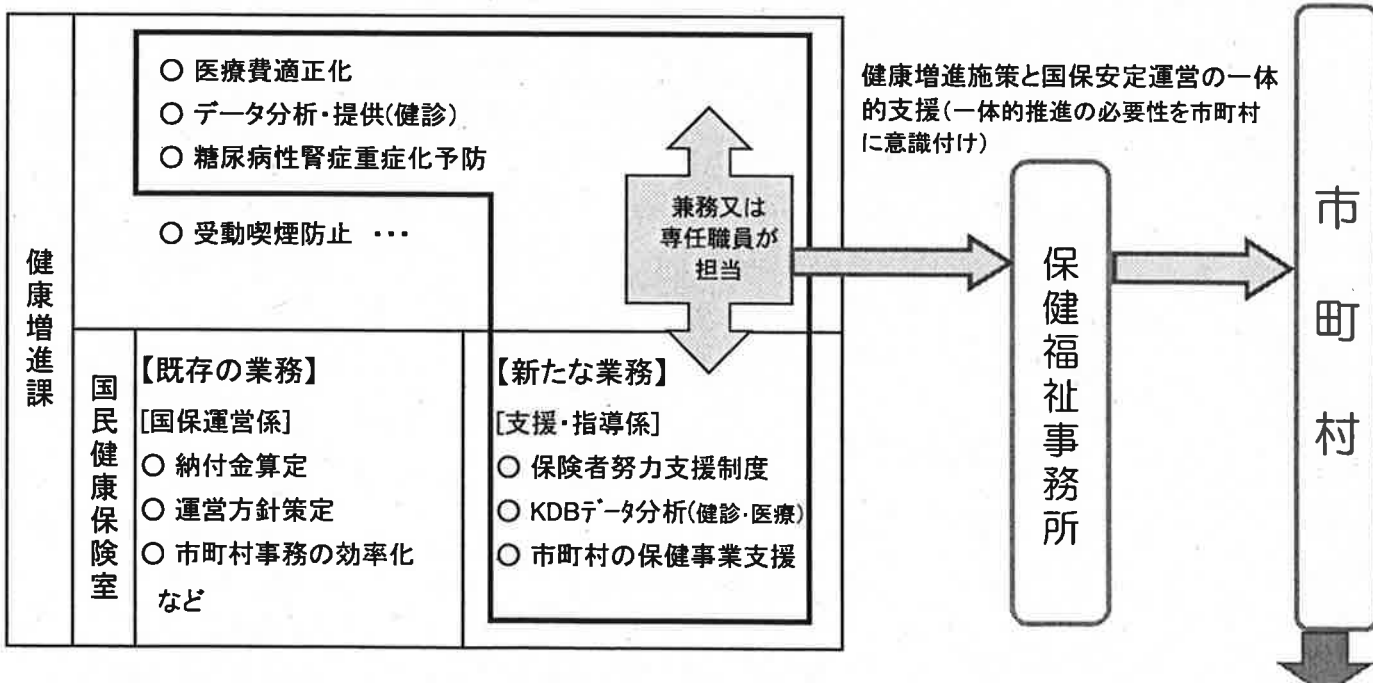 健康増進課
○ 医療費適正化
○ データ分析・提供(健診)
○ 糖尿病性腎症重症化予防
○ 受動喫煙防止 ・・・
兼務又は
専任職員が
担当
国民健康保険室
【既存の業務】
[国保運営係]
○ 納付金算定
○ 運営方針策定
○ 市町村事務の効率化
など
【新たな業務】
[支援・指導係]
○ 保険者努力支援制度
○ KDBデータ分析(健診・医療)
○ 市町村の保健事業支援
健康増進施策と国保安定運営の一体
的支援(一体的推進の必要性を市町村
に意識付け)
保健福祉事務所
市町村